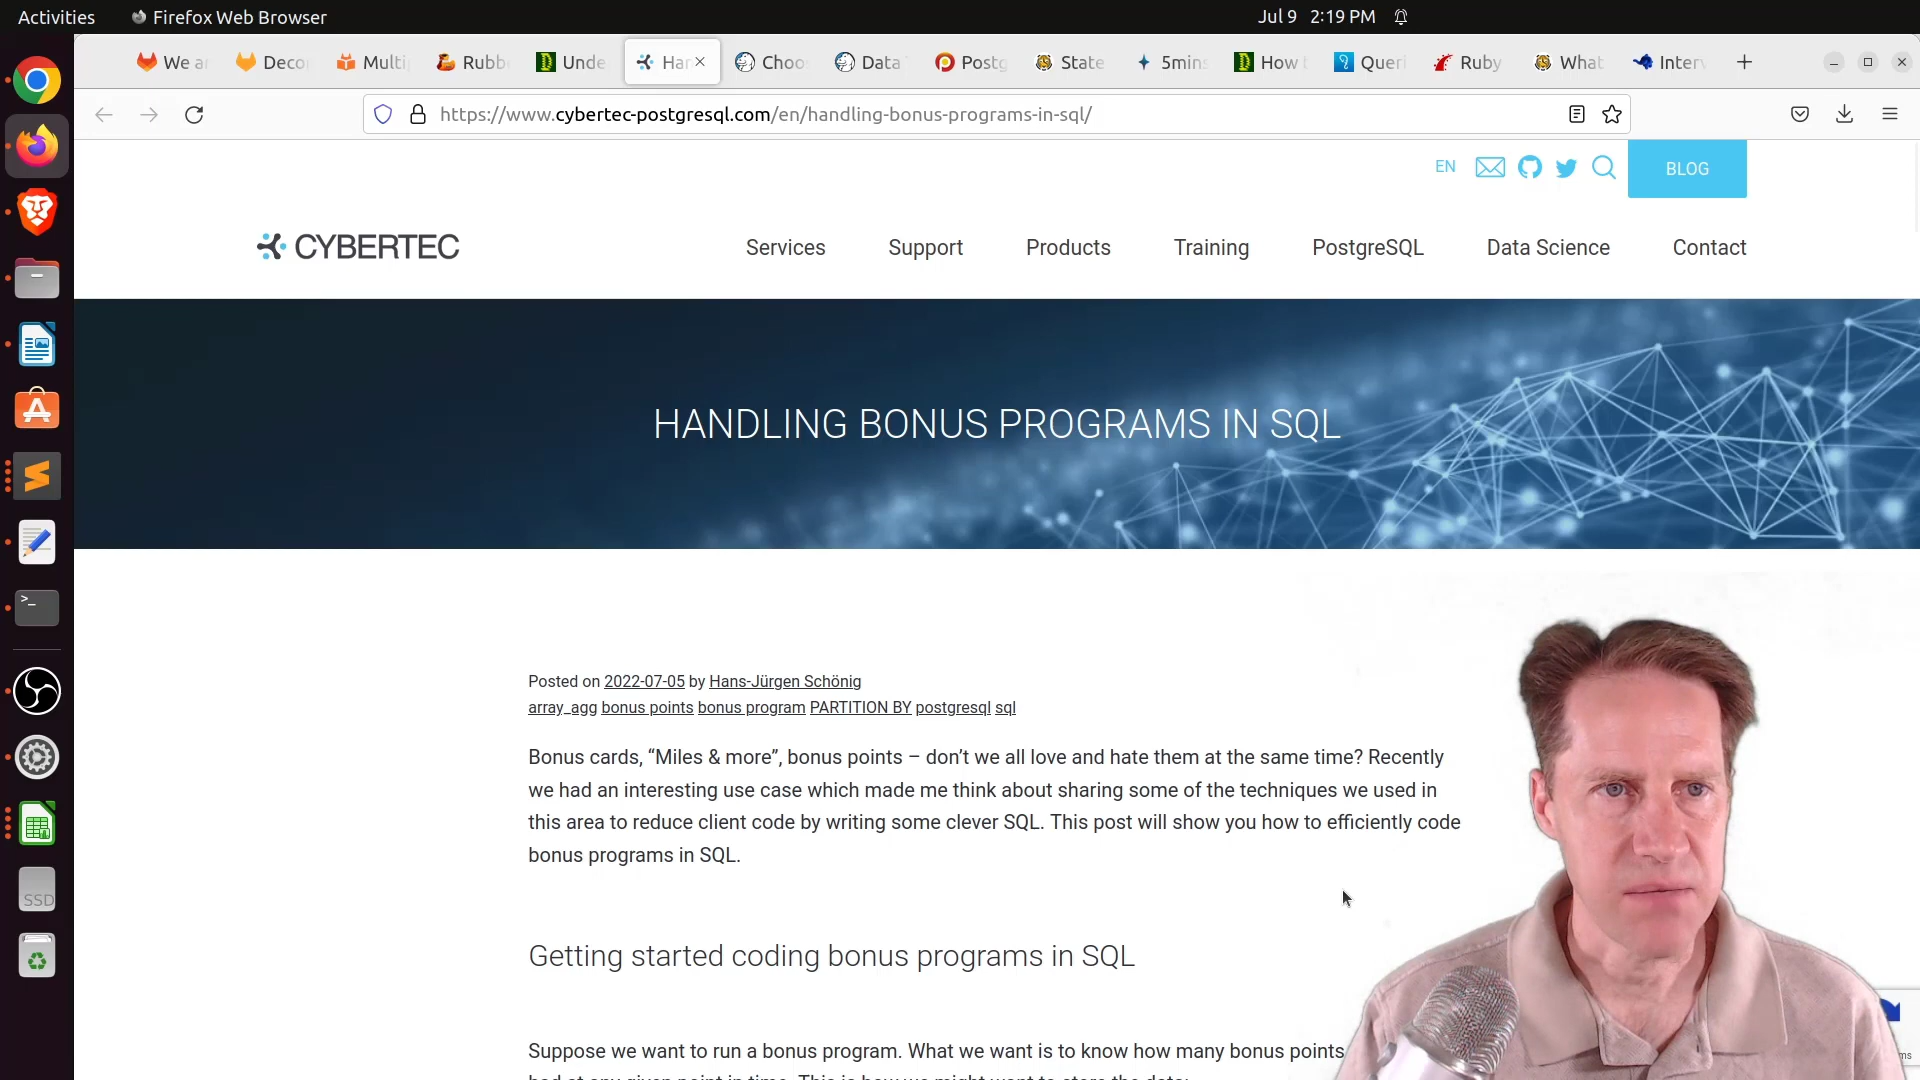 Activities Firefox Web Browser Jul 9 2:19 PM
We ar Deco Multi Rubb Unde Har Choo Data Postg State 5mins How Queri Ruby What Interv
https://www.cybertec-postgresql.com/en/handling-bonus-programs-in-sql/
EN BLOG
CYBERTEC Services Support Products Training PostgreSQL Data Science Contact
HANDLING BONUS PROGRAMS IN SQL
Posted on 2022-07-05 by Hans-Jürgen Schönig
array_agg bonus points bonus program PARTITION BY postgresql sql
Bonus cards, “Miles & more”, bonus points – don’t we all love and hate them at the same time? Recently
we had an interesting use case which made me think about sharing some of the techniques we used in
this area to reduce client code by writing some clever SQL. This post will show you how to efficiently code
bonus programs in SQL.
Getting started coding bonus programs in SQL
Suppose we want to run a bonus program. What we want is to know how many bonus points
SSD